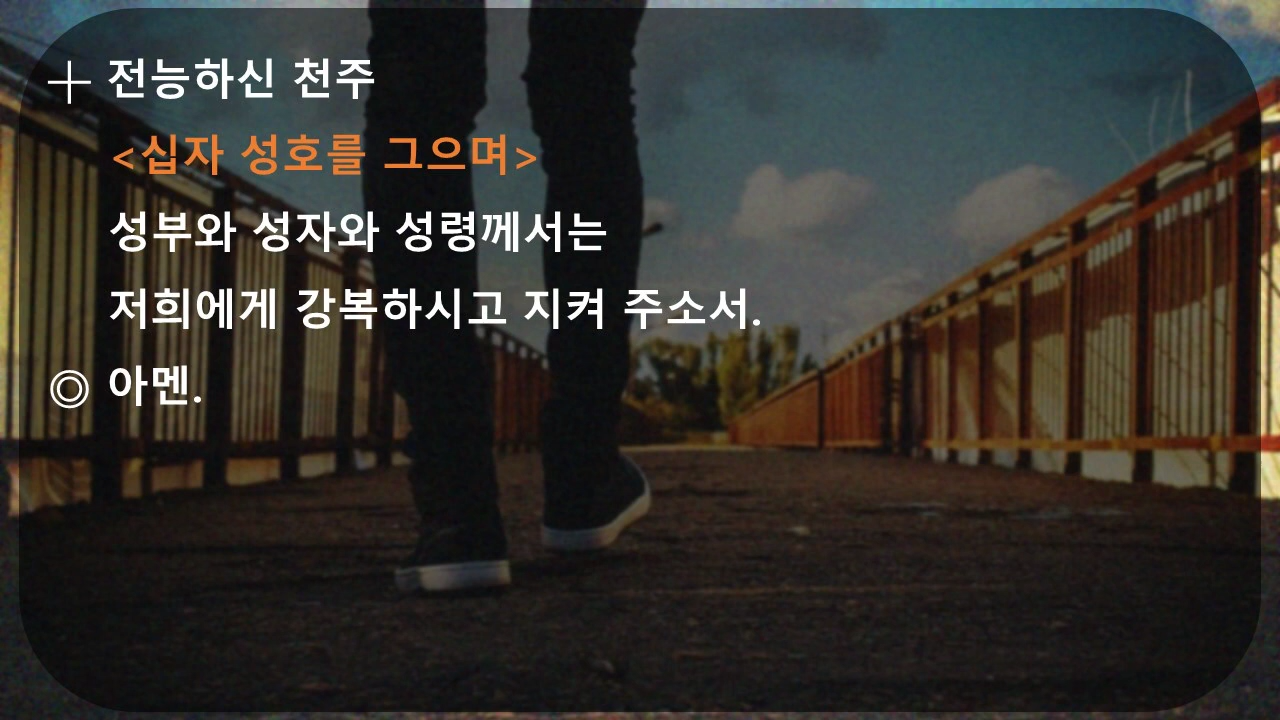 ＋ 전능하신 천주
<십자 성호를 그으며>
성부와 성자와 성령께서는
저희에게 강복하시고 지켜 주소서.
◎ 아멘.